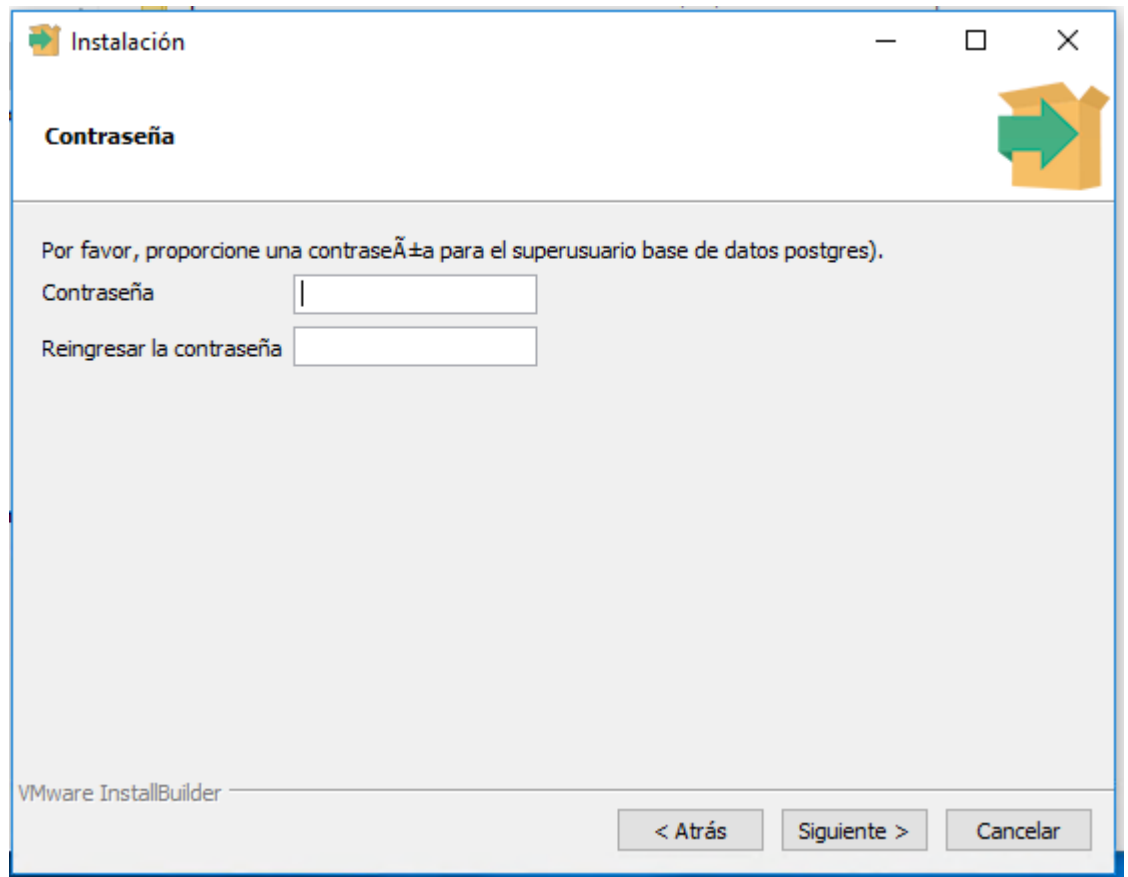 Instalación
Contraseña
Por favor, proporcione una contraseÃ±a para el superusuario base de datos postgres).
Contraseña
Reingresar la contraseña
VMware InstallBuilder
< Atrás
Siguiente >
Cancelar